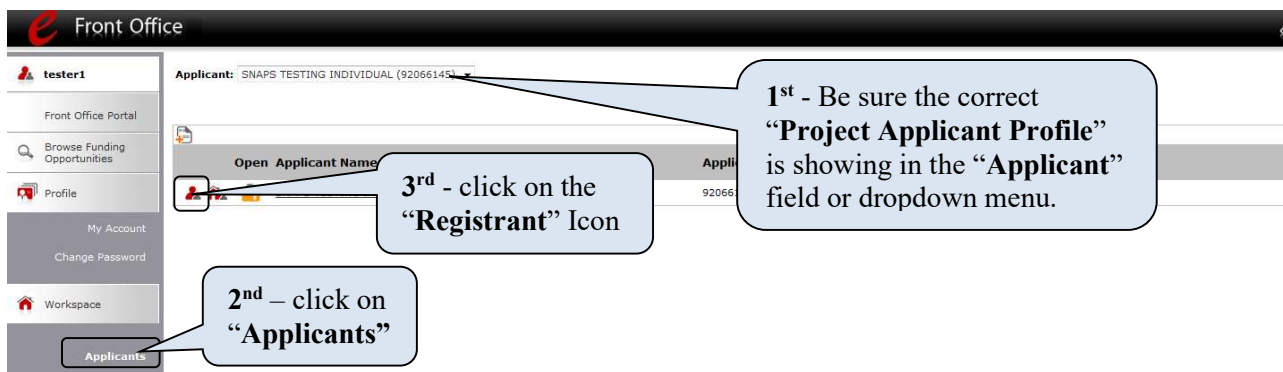 Front Office
tester1
Applicant: SNAPS TESTING INDIVIDUAL (92066145)
1st - Be sure the correct
“Project Applicant Profile”
is showing in the “Applicant”
field or dropdown menu.
Front Office Portal
Browse Funding
Opportunities
Open Applicant Name
3rd - click on the
“Registrant” Icon
Profile
My Account
Change Password
2nd – click on
“Applicants”
Workspace
Applicants